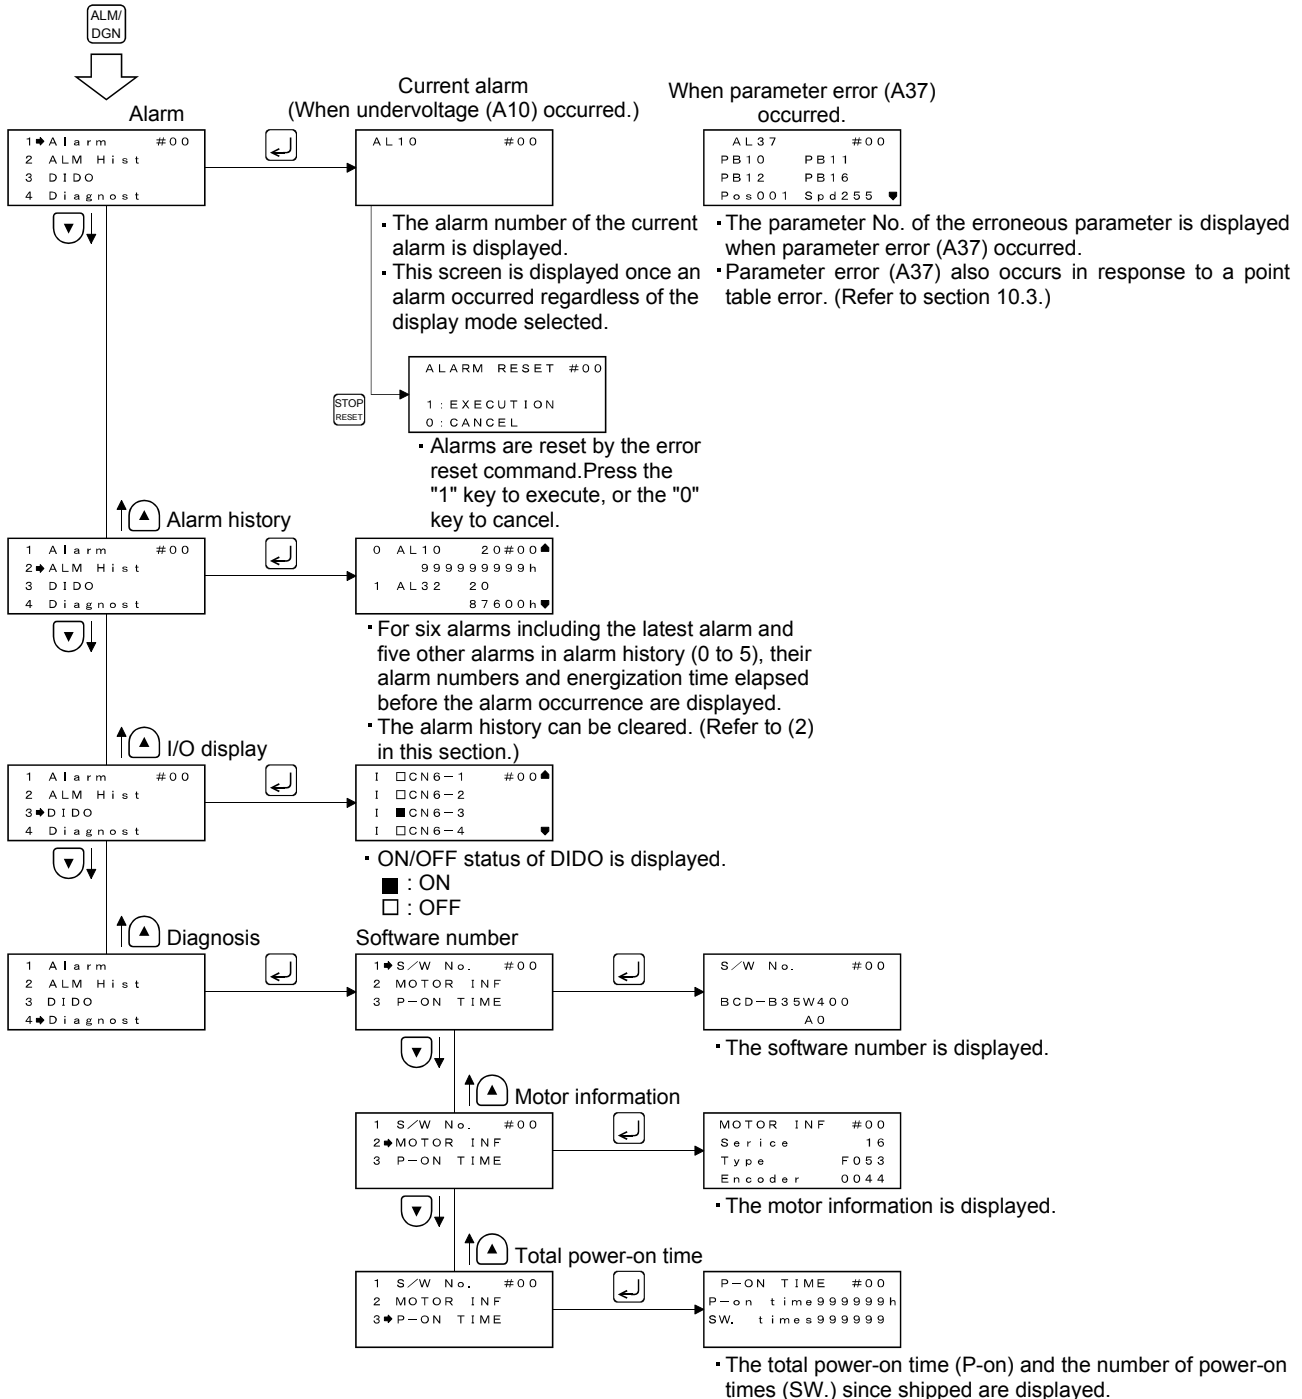 ALM/
DGN
Alarm
Current alarm
(When undervoltage (A10) occurred.)
When parameter error (A37)
occurred.
1➧Alarm #00
2 ALM Hist
3 DIDO
4 Diagnost
AL10 #00
AL37 #00
PB10 PB11
PB12 PB16
Pos001 Spd255
▪ The alarm number of the current
alarm is displayed.
▪ This screen is displayed once an
alarm occurred regardless of the
display mode selected.
▪ The parameter No. of the erroneous parameter is displayed
when parameter error (A37) occurred.
▪ Parameter error (A37) also occurs in response to a point
table error. (Refer to section 10.3.)
STOP
RESET
ALARM RESET #00
1:EXECUTION
0:CANCEL
▪ Alarms are reset by the error
reset command.Press the
"1" key to execute, or the "0"
key to cancel.
Alarm history
1 Alarm #00
2➧ALM Hist
3 DIDO
4 Diagnost
0 AL10 20#00
999999999h
1 AL32 20
87600h
▪ For six alarms including the latest alarm and
five other alarms in alarm history (0 to 5), their
alarm numbers and energization time elapsed
before the alarm occurrence are displayed.
▪ The alarm history can be cleared. (Refer to (2)
in this section.)
I/O display
1 Alarm #00
2 ALM Hist
3➧DIDO
4 Diagnost
I □CN6-1 #00
I □CN6-2
I ■CN6-3
I □CN6-4
▪ ON/OFF status of DIDO is displayed.
■ : ON
□ : OFF
Diagnosis
1 Alarm
2 ALM Hist
3 DIDO
4➧Diagnost
Software number
1➧S/W No. #00
2 MOTOR INF
3 P-ON TIME
S/W No. #00
BCD-B35W400
A0
▪ The software number is displayed.
Motor information
1 S/W No. #00
2➧MOTOR INF
3 P-ON TIME
MOTOR INF #00
Serice 16
Type F053
Encoder 0044
▪ The motor information is displayed.
Total power-on time
1 S/W No. #00
2 MOTOR INF
3➧P-ON TIME
P-ON TIME #00
P-on time999999h
SW. times999999
▪ The total power-on time (P-on) and the number of power-on
times (SW.) since shipped are displayed.